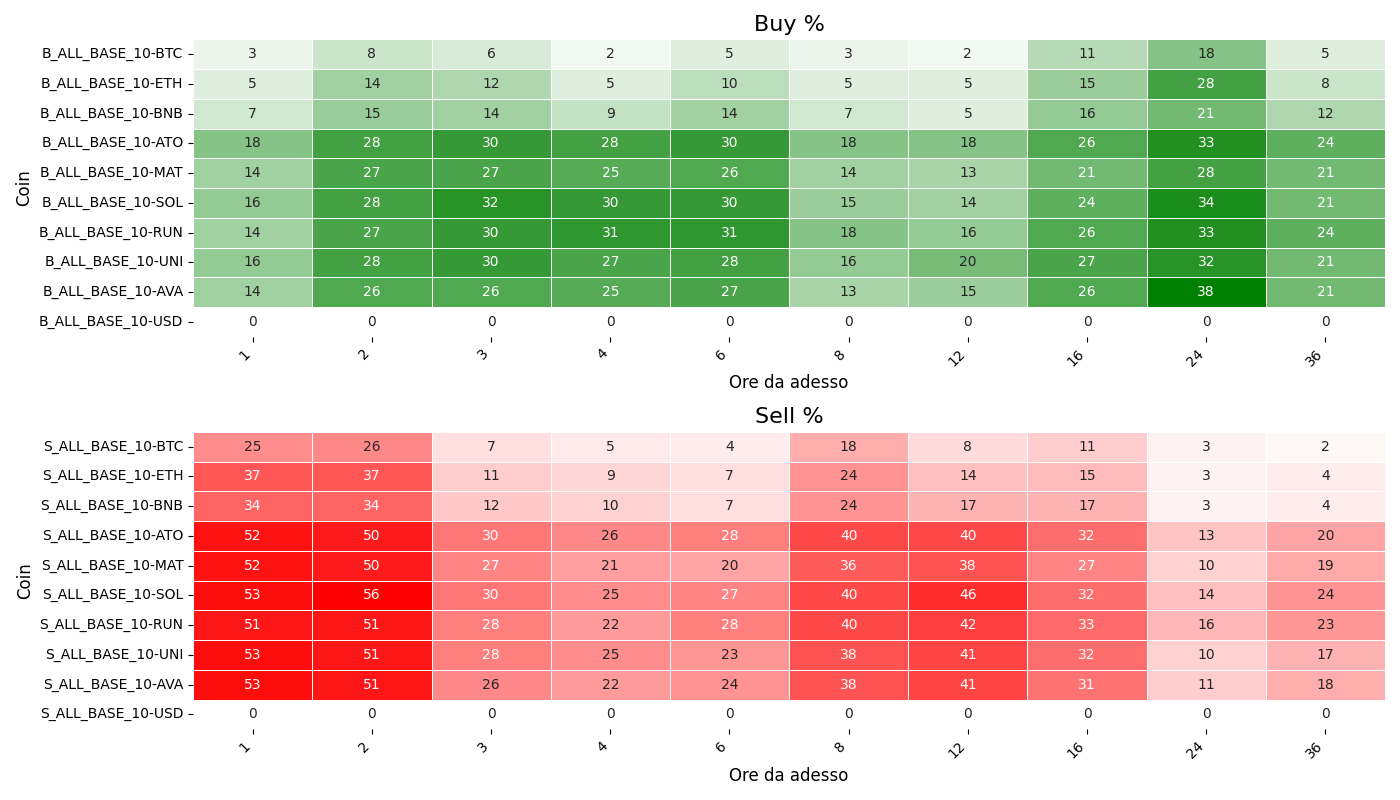 Buy %
Coin
B_ALL_BASE_10-BTC 3 8 6 2 5 3 2 11 18 5
B_ALL_BASE_10-ETH 5 14 12 5 10 5 5 15 28 8
B_ALL_BASE_10-BNB 7 15 14 9 14 7 5 16 21 12
B_ALL_BASE_10-ATO 18 28 30 28 30 18 18 26 33 24
B_ALL_BASE_10-MAT 14 27 27 25 26 14 13 21 28 21
B_ALL_BASE_10-SOL 16 28 32 30 30 15 14 24 34 21
B_ALL_BASE_10-RUN 14 27 30 31 31 18 16 26 33 24
B_ALL_BASE_10-UNI 16 28 30 27 28 16 20 27 32 21
B_ALL_BASE_10-AVA 14 26 26 25 27 13 15 26 38 21
B_ALL_BASE_10-USD 0 0 0 0 0 0 0 0 0 0
1 2 3 4 6 8 12 16 24 36
Ore da adesso
Sell %
Coin
S_ALL_BASE_10-BTC 25 26 7 5 4 18 8 11 3 2
S_ALL_BASE_10-ETH 37 37 11 9 7 24 14 15 3 4
S_ALL_BASE_10-BNB 34 34 12 10 7 24 17 17 3 4
S_ALL_BASE_10-ATO 52 50 30 26 28 40 40 32 13 20
S_ALL_BASE_10-MAT 52 50 27 21 20 36 38 27 10 19
S_ALL_BASE_10-SOL 53 56 30 25 27 40 46 32 14 24
S_ALL_BASE_10-RUN 51 51 28 22 28 40 42 33 16 23
S_ALL_BASE_10-UNI 53 51 28 25 23 38 41 32 10 17
S_ALL_BASE_10-AVA 53 51 26 22 24 38 41 31 11 18
S_ALL_BASE_10-USD 0 0 0 0 0 0 0 0 0 0
1 2 3 4 6 8 12 16 24 36
Ore da adesso